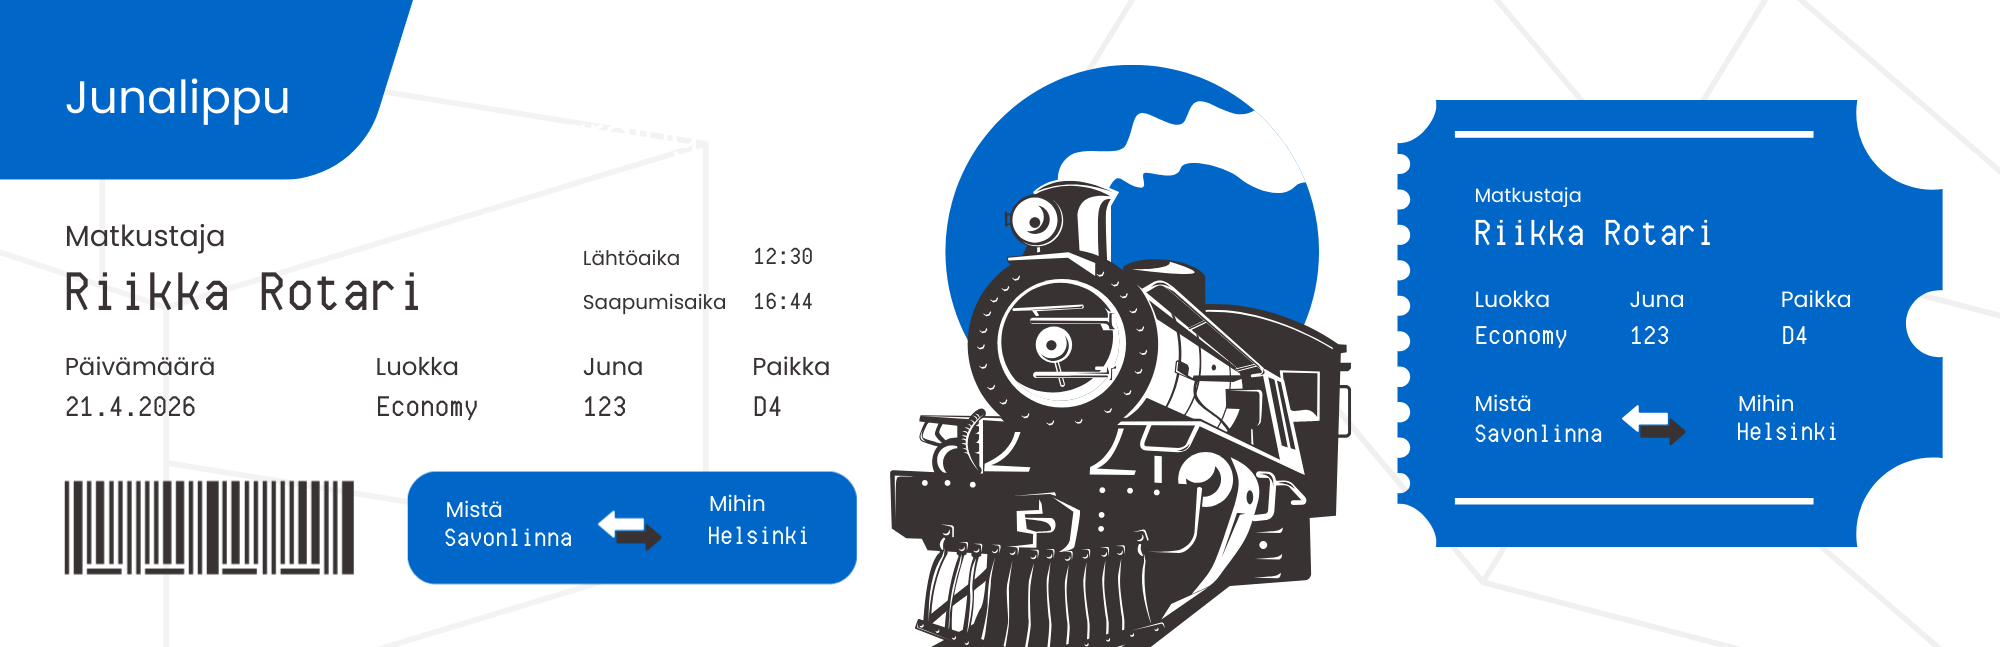 Junalippu
Matkustaja
Riikka Rotari
Lähtöaika 12:30
Saapumisaika 16:44
Päivämäärä Luokka Juna Paikka
21.4.2026 Economy 123 D4
Mistä Mihin
Savonlinna Helsinki
Matkustaja
Riikka Rotari
Luokka Juna Paikka
Economy 123 D4
Mistä Mihin
Savonlinna Helsinki